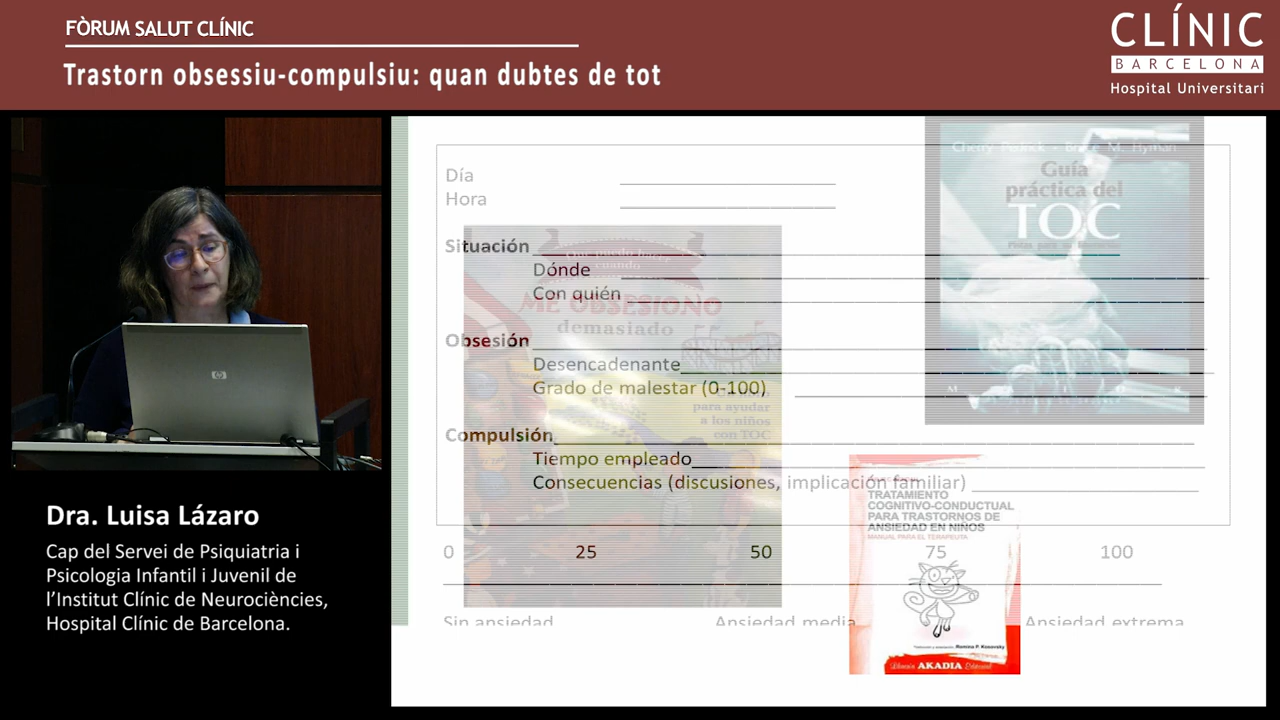 FÒRUM SALUT CLÍNIC
Trastorn obsessiu-compulsiu: quan dubtes de tot
CLÍNIC
BARCELONA
Hospital Universitari
Día
Hora
Situación
Dónde
Con quién
Obsesión
Desencadenante
Grado de malestar (0-100)
Compulsión
Tiempo empleado
Consecuencias (discusiones, implicación familiar)
0 25 50 75 100
Sin ansiedad Ansiedad media Ansiedad extrema
Guía
práctica del
TOC
cuando
ME OBSESIONO
demasiado
para ayudar
a los niños
con TOC
TRATAMIENTO
COGNITIVO-CONDUCTUAL
PARA TRASTORNOS DE
ANSIEDAD EN NIÑOS
MANUAL PARA EL TERAPEUTA
AKADIA
hp
Dra. Luisa Lázaro
Cap del Servei de Psiquiatria i
Psicologia Infantil i Juvenil de
l'Institut Clínic de Neurociències,
Hospital Clínic de Barcelona.